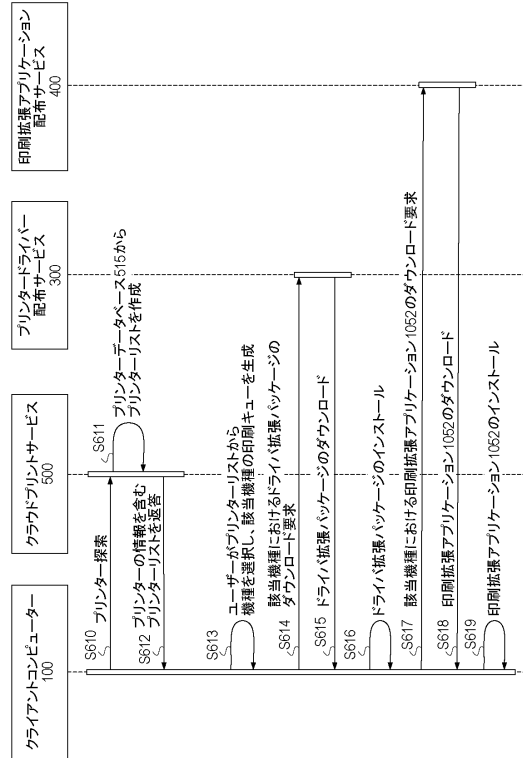 クライアントコンピューター
100
クラウドプリントサービス
500
プリンタードライバー
配布サービス
300
印刷拡張アプリケーション
配布サービス
400
S610
プリンター探索
S611
プリンターデータベース515から
プリンターリストを作成
S612
プリンターの情報を含む
プリンターリストを返答
S613
ユーザーがプリンターリストから
機種を選択し、該当機種の印刷キューを生成
S614
該当機種におけるドライバ拡張パッケージの
ダウンロード要求
S615
ドライバ拡張パッケージのダウンロード
S616
ドライバ拡張パッケージのインストール
S617
該当機種における印刷拡張アプリケーション1052のダウンロード要求
S618
印刷拡張アプリケーション1052のダウンロード
S619
印刷拡張アプリケーション1052のインストール